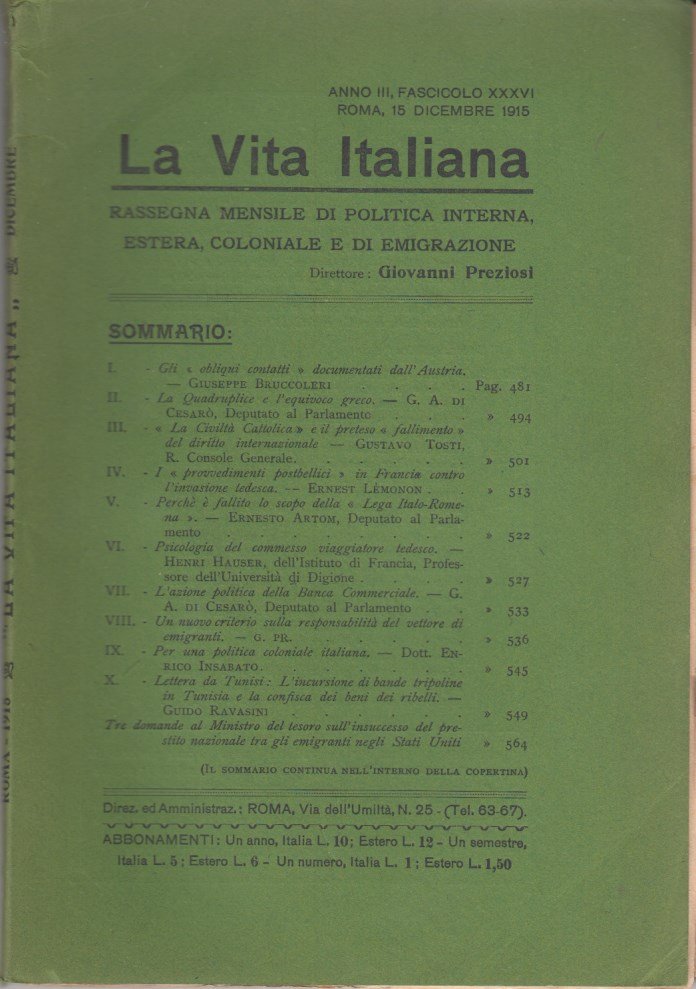 ANNO III, FASCICOLO XXXVI
ROMA, 15 DICEMBRE 1915
La Vita Italiana
RASSEGNA MENSILE DI POLITICA INTERNA,
ESTERA, COLONIALE E DI EMIGRAZIONE
Direttore: Giovanni Preziosi
SOMMARIO:
I. - Gli « obliqui contatti » documentati dall'Austria.
— GIUSEPPE BRUCCOLERI . . . . Pag. 481
II. - La Quadruplice e l'equivoco greco. — G. A. DI
CESARÒ, Deputato al Parlamento . . . » 494
III. - « La Civiltà Cattolica » e il preteso « fallimento »
del diritto internazionale — GUSTAVO TOSTI,
R. Console Generale. . . . . . . » 501
IV. - I « provvedimenti postbellici » in Francia contro
l'invasione tedesca. — ERNEST LÉMONON . . » 513
V. - Perchè è fallito lo scopo della « Lega Italo-Rome-
na ». — ERNESTO ARTOM, Deputato al Parla-
mento . . . . . . . . » 522
VI. - Psicologia del commesso viaggiatore tedesco. —
HENRI HAUSER, dell'Istituto di Francia, Profes-
sore dell'Università di Digione . . . . . » 527
VII. - L'azione politica della Banca Commerciale. — G.
A. DI CESARÒ, Deputato al Parlamento . . » 533
VIII. - Un nuovo criterio sulla responsabilità del vettore di
emigranti. — G. PR. . . . . . » 536
IX. - Per una politica coloniale italiana. — Dott. EN-
RICO INSABATO. . . . . . . . » 545
X. - Lettera da Tunisi: L'incursione di bande tripoline
in Tunisia e la confisca dei beni dei ribelli. —
GUIDO RAVASINI . . . . . . . » 549
Tre domande al Ministro del tesoro sull'insuccesso del pre-
stito nazionale tra gli emigranti negli Stati Uniti » 564
(IL SOMMARIO CONTINUA NELL'INTERNO DELLA COPERTINA)
Direz. ed Amministraz.: ROMA, Via dell'Umiltà, N. 25 - (Tel. 63-67).
ABBONAMENTI: Un anno, Italia L. 10; Estero L. 12 - Un semestre,
Italia L. 5; Estero L. 6 - Un numero, Italia L. 1; Estero L. 1,50
"LA VITA ITALIANA" DICEMBRE